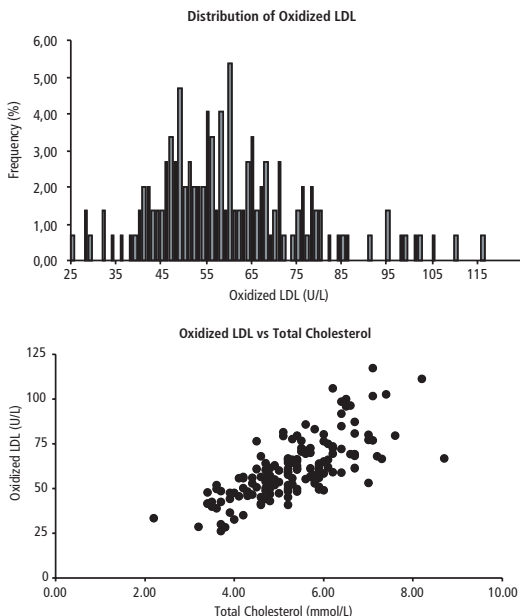 Distribution of Oxidized LDL
6,00
5,00
4,00
3,00
2,00
1,00
0,00
Frequency (%)
25 35 45 55 65 75 85 95 105 115
Oxidized LDL (U/L)
Oxidized LDL vs Total Cholesterol
125
100
75
50
25
0
Oxidized LDL (U/L)
0.00 2.00 4.00 6.00 8.00 10.00
Total Cholesterol (mmol/L)